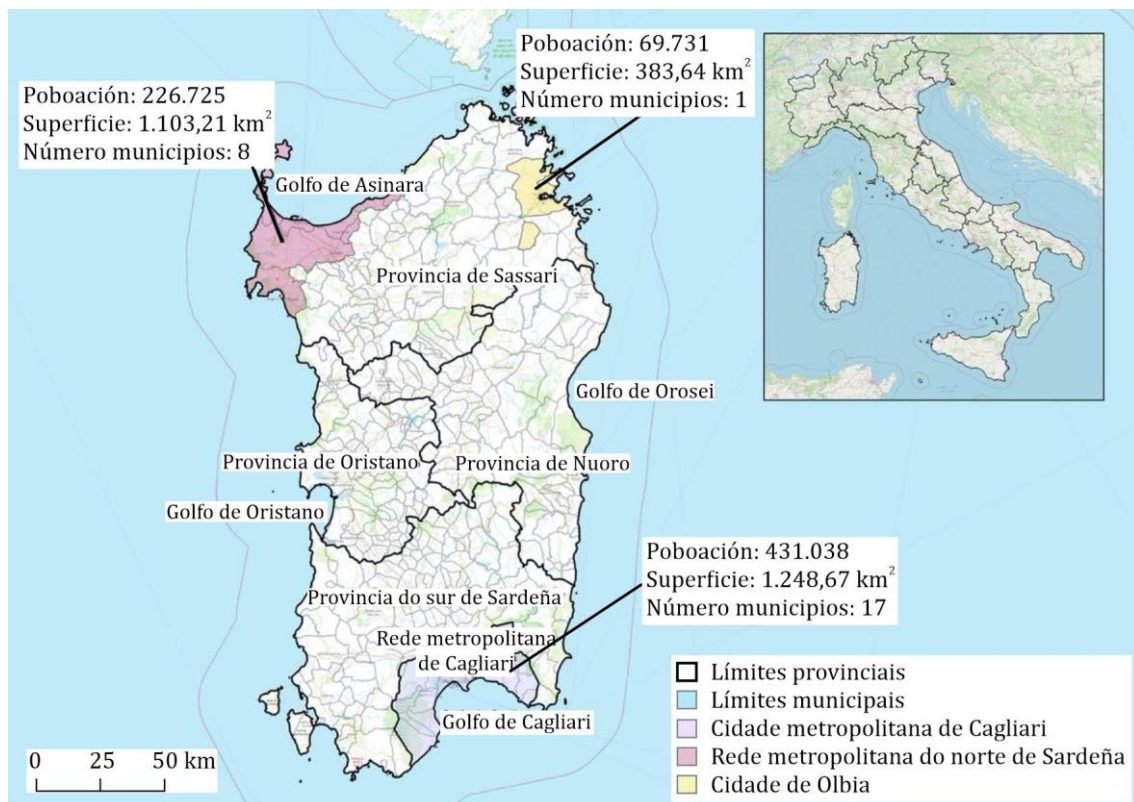 Poboación: 69.731
Superficie: 383,64 km²
Número municipios: 1
Poboación: 226.725
Superficie: 1.103,21 km²
Número municipios: 8
Golfo de Asinara
Provincia de Sassari
Golfo de Orosei
Provincia de Oristano
Provincia de Nuoro
Golfo de Oristano
Poboación: 431.038
Superficie: 1.248,67 km²
Número municipios: 17
Provincia do sur de Sardeña
Rede metropolitana
de Cagliari
Golfo de Cagliari
Límites provinciais
Límites municipais
Cidade metropolitana de Cagliari
Rede metropolitana do norte de Sardeña
Cidade de Olbia
0 25 50 km